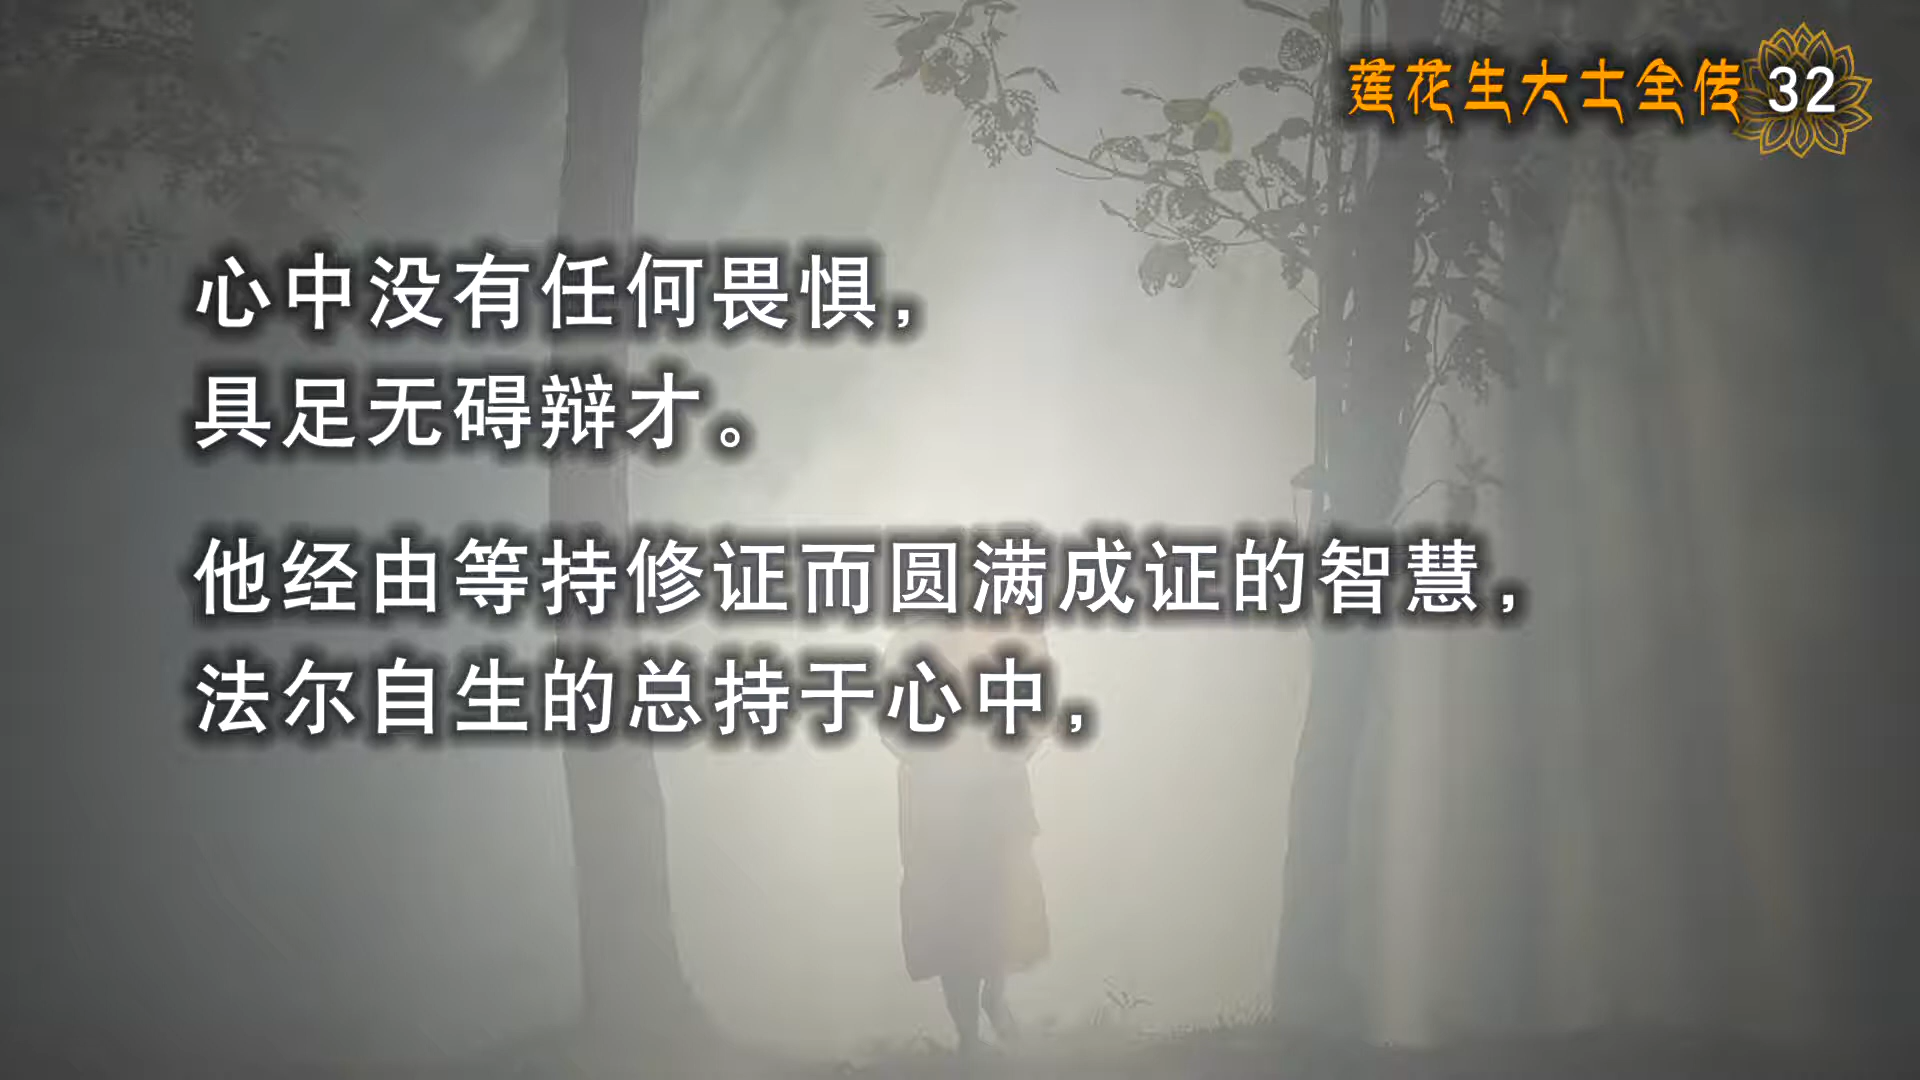 莲花生大士全传 32
心中没有任何畏惧，
具足无碍辩才。
他经由等持修证而圆满成证的智慧，
法尔自生的总持于心中，